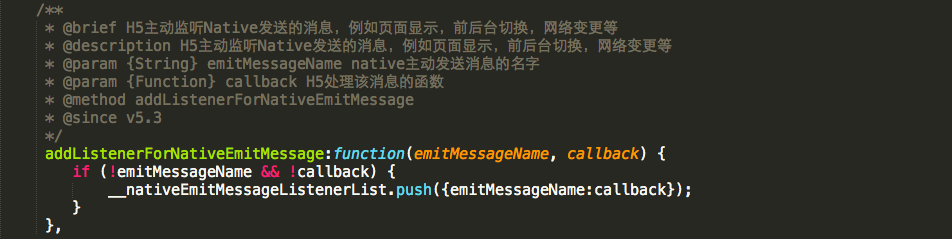 /**
 * @brief H5主动监听Native发送的消息，例如页面显示，前后台切换，网络变更等
 * @description H5主动监听Native发送的消息，例如页面显示，前后台切换，网络变更等
 * @param {String} emitMessageName native主动发送消息的名字
 * @param {Function} callback H5处理该消息的函数
 * @method addListenerForNativeEmitMessage
 * @since v5.3
 */
addListenerForNativeEmitMessage:function(emitMessageName, callback) {
    if (!emitMessageName && !callback) {
        __nativeEmitMessageListenerList.push({emitMessageName:callback});
    }
},